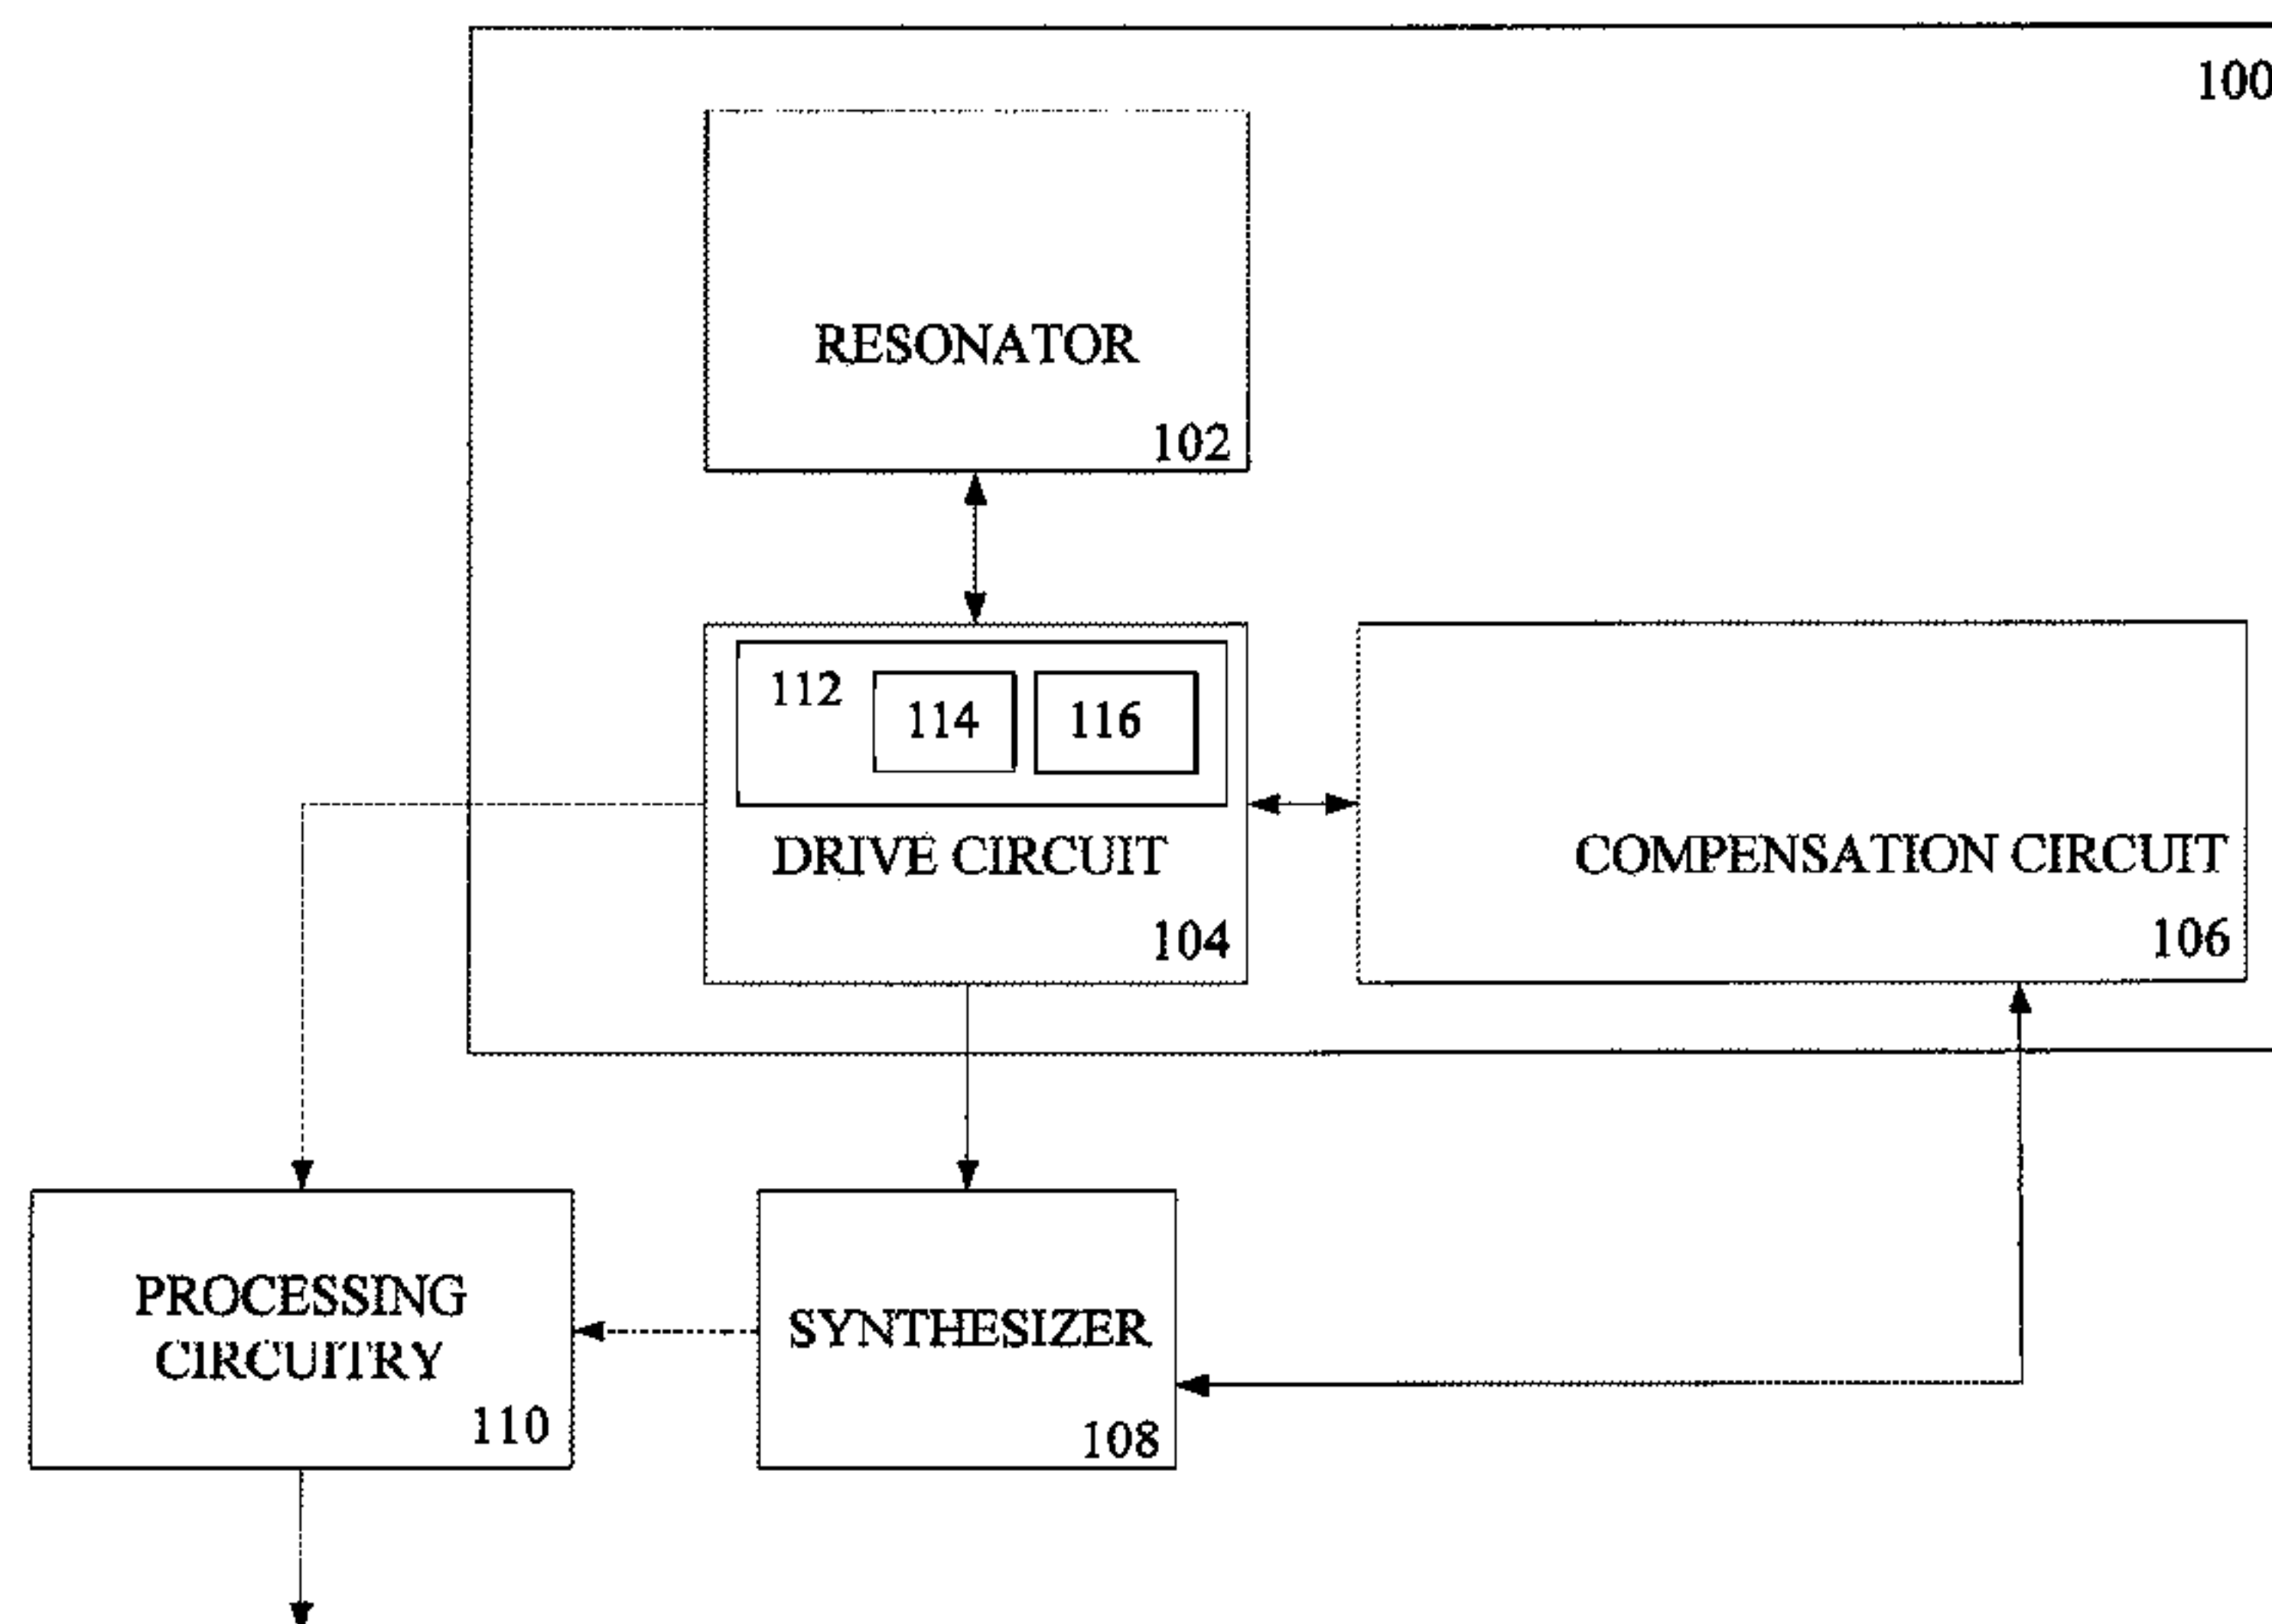 100
RESONATOR
102
112
114
116
DRIVE CIRCUIT
104
COMPENSATION CIRCUIT
106
PROCESSING
CIRCUITRY
110
SYNTHESIZER
108